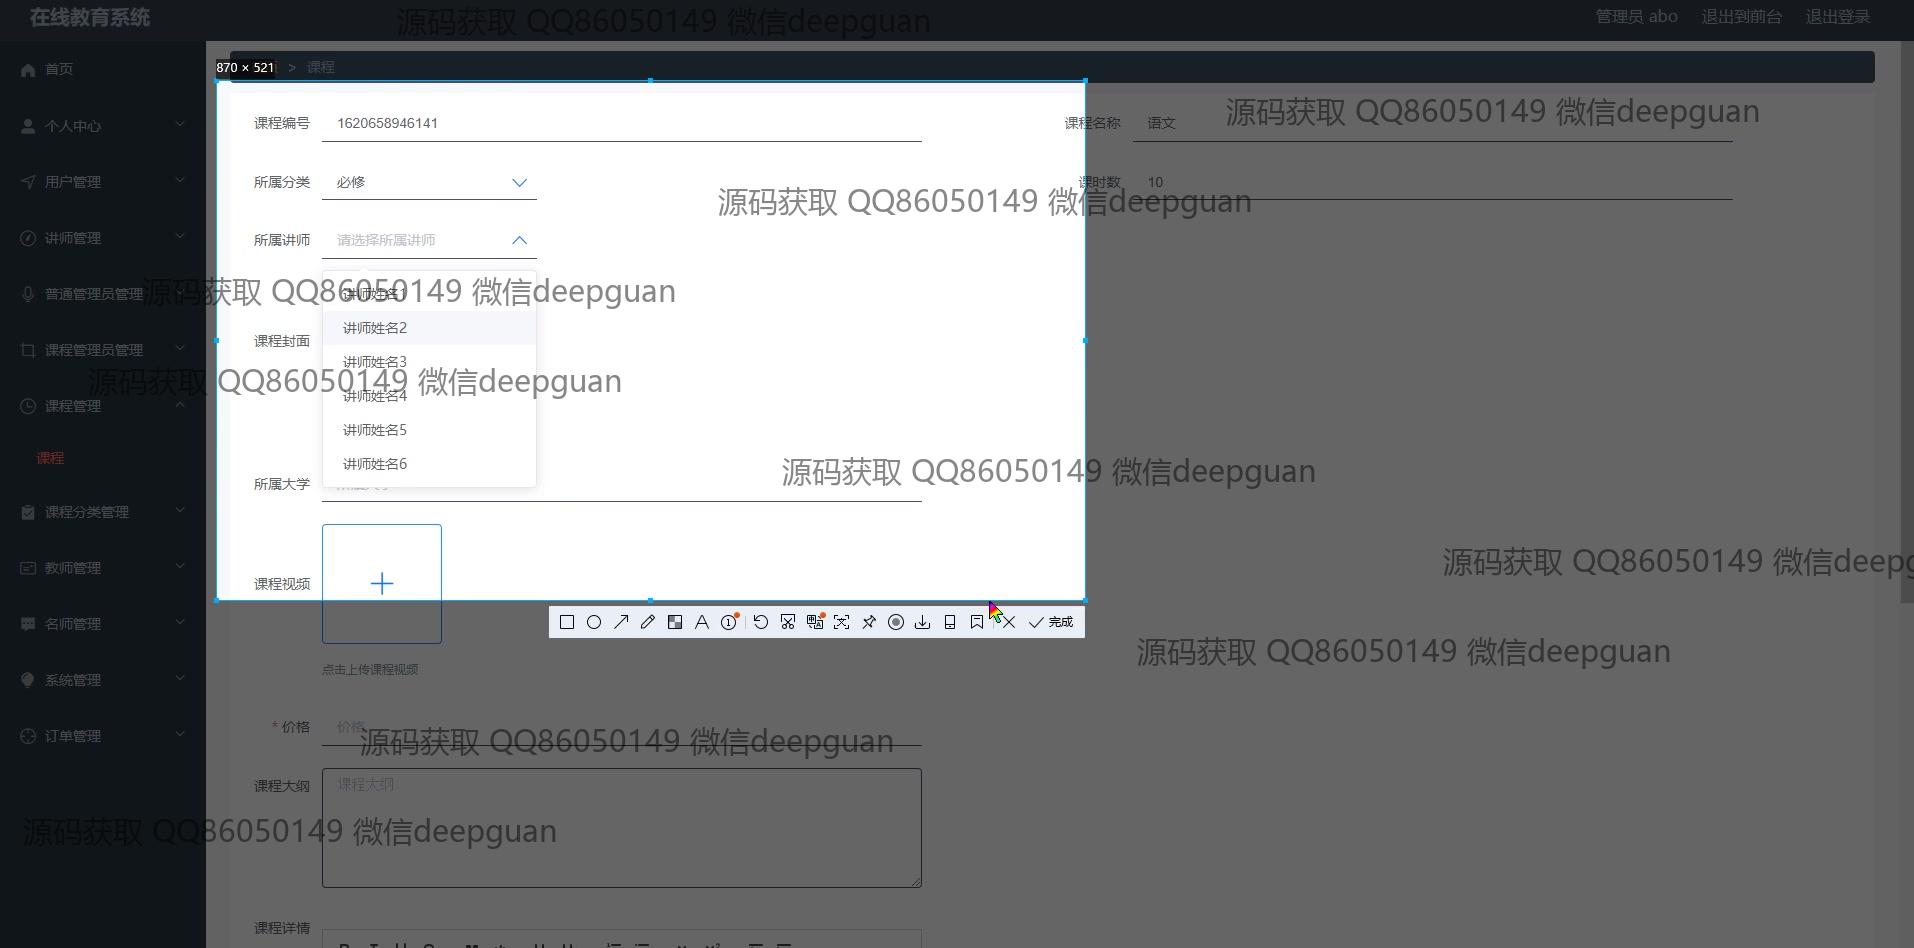 在线教育系统
源码获取 QQ86050149 微信deepguan
管理员 abo
退出到前台
退出登录
首页
870 × 521
> 课程
个人中心
课程编号
1620658946141
课程名称
语文
源码获取 QQ86050149 微信deepguan
用户管理
所属分类
必修
课时数
10
源码获取 QQ86050149 微信deepguan
讲师管理
所属讲师
请选择所属讲师
普通管理员管理
源码获取 QQ86050149 微信deepguan
讲师姓名1
讲师姓名2
课程封面
课程管理员管理
讲师姓名3
源码获取 QQ86050149 微信deepguan
讲师姓名4
课程管理
讲师姓名5
课程
讲师姓名6
源码获取 QQ86050149 微信deepguan
所属大学
课程分类管理
教师管理
源码获取 QQ86050149 微信deepg
课程视频
名师管理
完成
源码获取 QQ86050149 微信deepguan
点击上传课程视频
系统管理
* 价格
价格
源码获取 QQ86050149 微信deepguan
订单管理
课程大纲
课程大纲
源码获取 QQ86050149 微信deepguan
课程详情